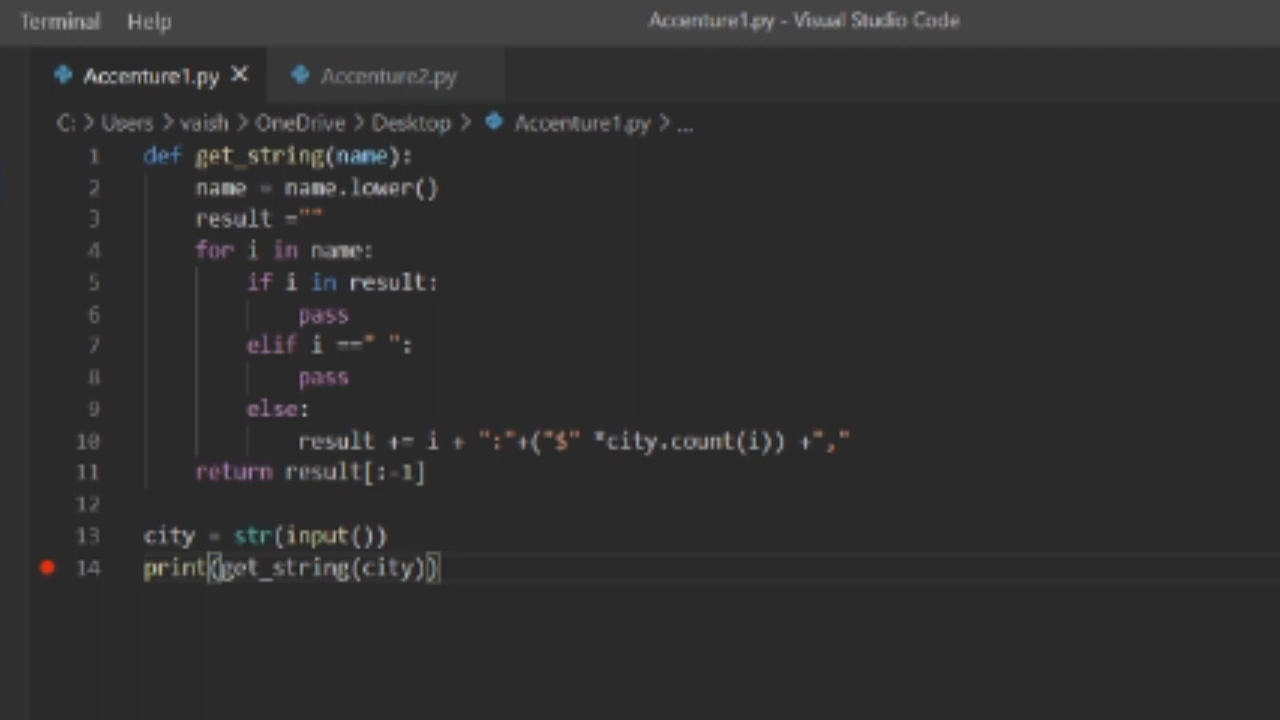 Terminal Help Accenture1.py - Visual Studio Code
Accenture1.py × Accenture2.py
C: > Users > vaish > OneDrive > Desktop > Accenture1.py > ...
1 def get_string(name):
2 name = name.lower()
3 result =""
4 for i in name:
5 if i in result:
6 pass
7 elif i ==" ":
8 pass
9 else:
10 result += i + ":"+("$" *city.count(i)) +","
11 return result[:-1]
12
13 city = str(input())
14 print(get_string(city))